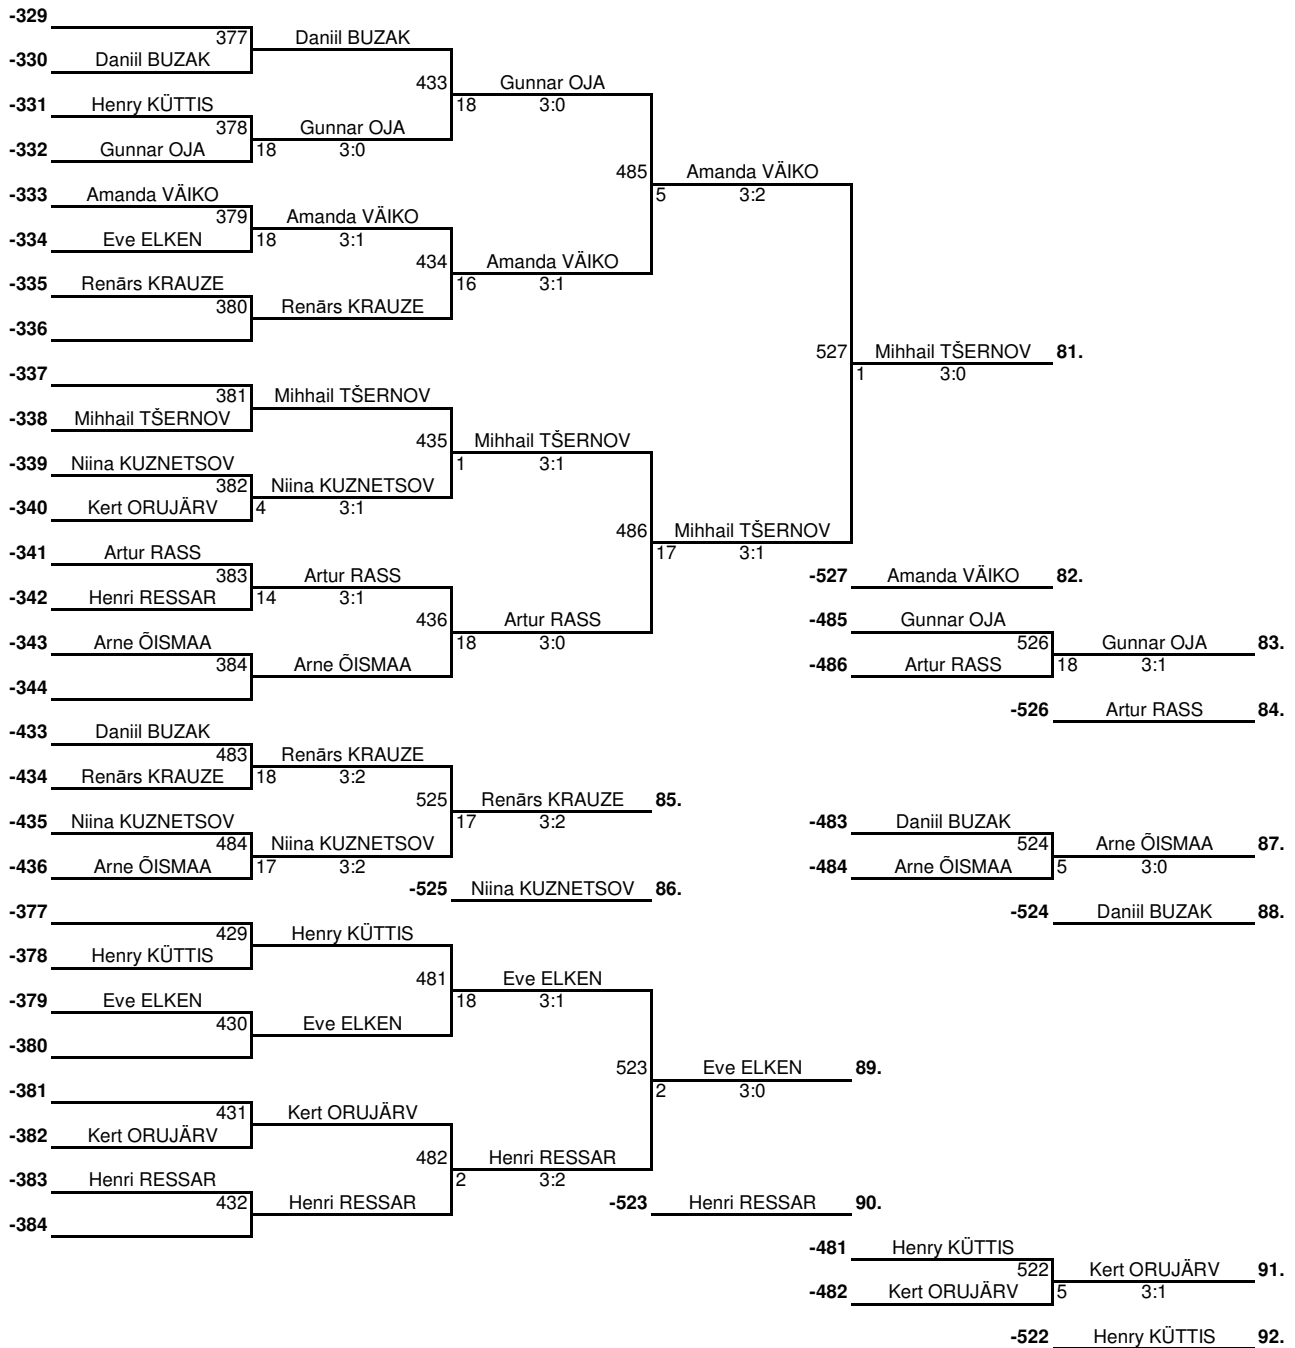 -329
377 Daniil BUZAK
-330 Daniil BUZAK
433 Gunnar OJA
-331 Henry KÜTTIS 18 3:0
378 Gunnar OJA
-332 Gunnar OJA 18 3:0
485 Amanda VÄIKO
-333 Amanda VÄIKO 5 3:2
379 Amanda VÄIKO
-334 Eve ELKEN 18 3:1
434 Amanda VÄIKO
-335 Renārs KRAUZE 16 3:1
380 Renārs KRAUZE
-336
527 Mihhail TŠERNOV 81.
-337 1 3:0
381 Mihhail TŠERNOV
-338 Mihhail TŠERNOV
435 Mihhail TŠERNOV
-339 Niina KUZNETSOV 1 3:1
382 Niina KUZNETSOV
-340 Kert ORUJÄRV 4 3:1
486 Mihhail TŠERNOV
-341 Artur RASS 17 3:1
383 Artur RASS -527 Amanda VÄIKO 82.
-342 Henri RESSAR 14 3:1
436 Artur RASS -485 Gunnar OJA
-343 Arne ÕISMAA 18 3:0 526 Gunnar OJA 83.
384 Arne ÕISMAA -486 Artur RASS 18 3:1
-344
-526 Artur RASS 84.
-433 Daniil BUZAK
483 Renārs KRAUZE
-434 Renārs KRAUZE 18 3:2
525 Renārs KRAUZE 85.
-435 Niina KUZNETSOV 17 3:2 -483 Daniil BUZAK
484 Niina KUZNETSOV 524 Arne ÕISMAA 87.
-436 Arne ÕISMAA 17 3:2 -484 Arne ÕISMAA 5 3:0
-525 Niina KUZNETSOV 86.
-377 -524 Daniil BUZAK 88.
429 Henry KÜTTIS
-378 Henry KÜTTIS
481 Eve ELKEN
-379 Eve ELKEN 18 3:1
430 Eve ELKEN
-380
523 Eve ELKEN 89.
-381 2 3:0
431 Kert ORUJÄRV
-382 Kert ORUJÄRV
482 Henri RESSAR
-383 Henri RESSAR 2 3:2
432 Henri RESSAR -523 Henri RESSAR 90.
-384
-481 Henry KÜTTIS
522 Kert ORUJÄRV 91.
-482 Kert ORUJÄRV 5 3:1
-522 Henry KÜTTIS 92.